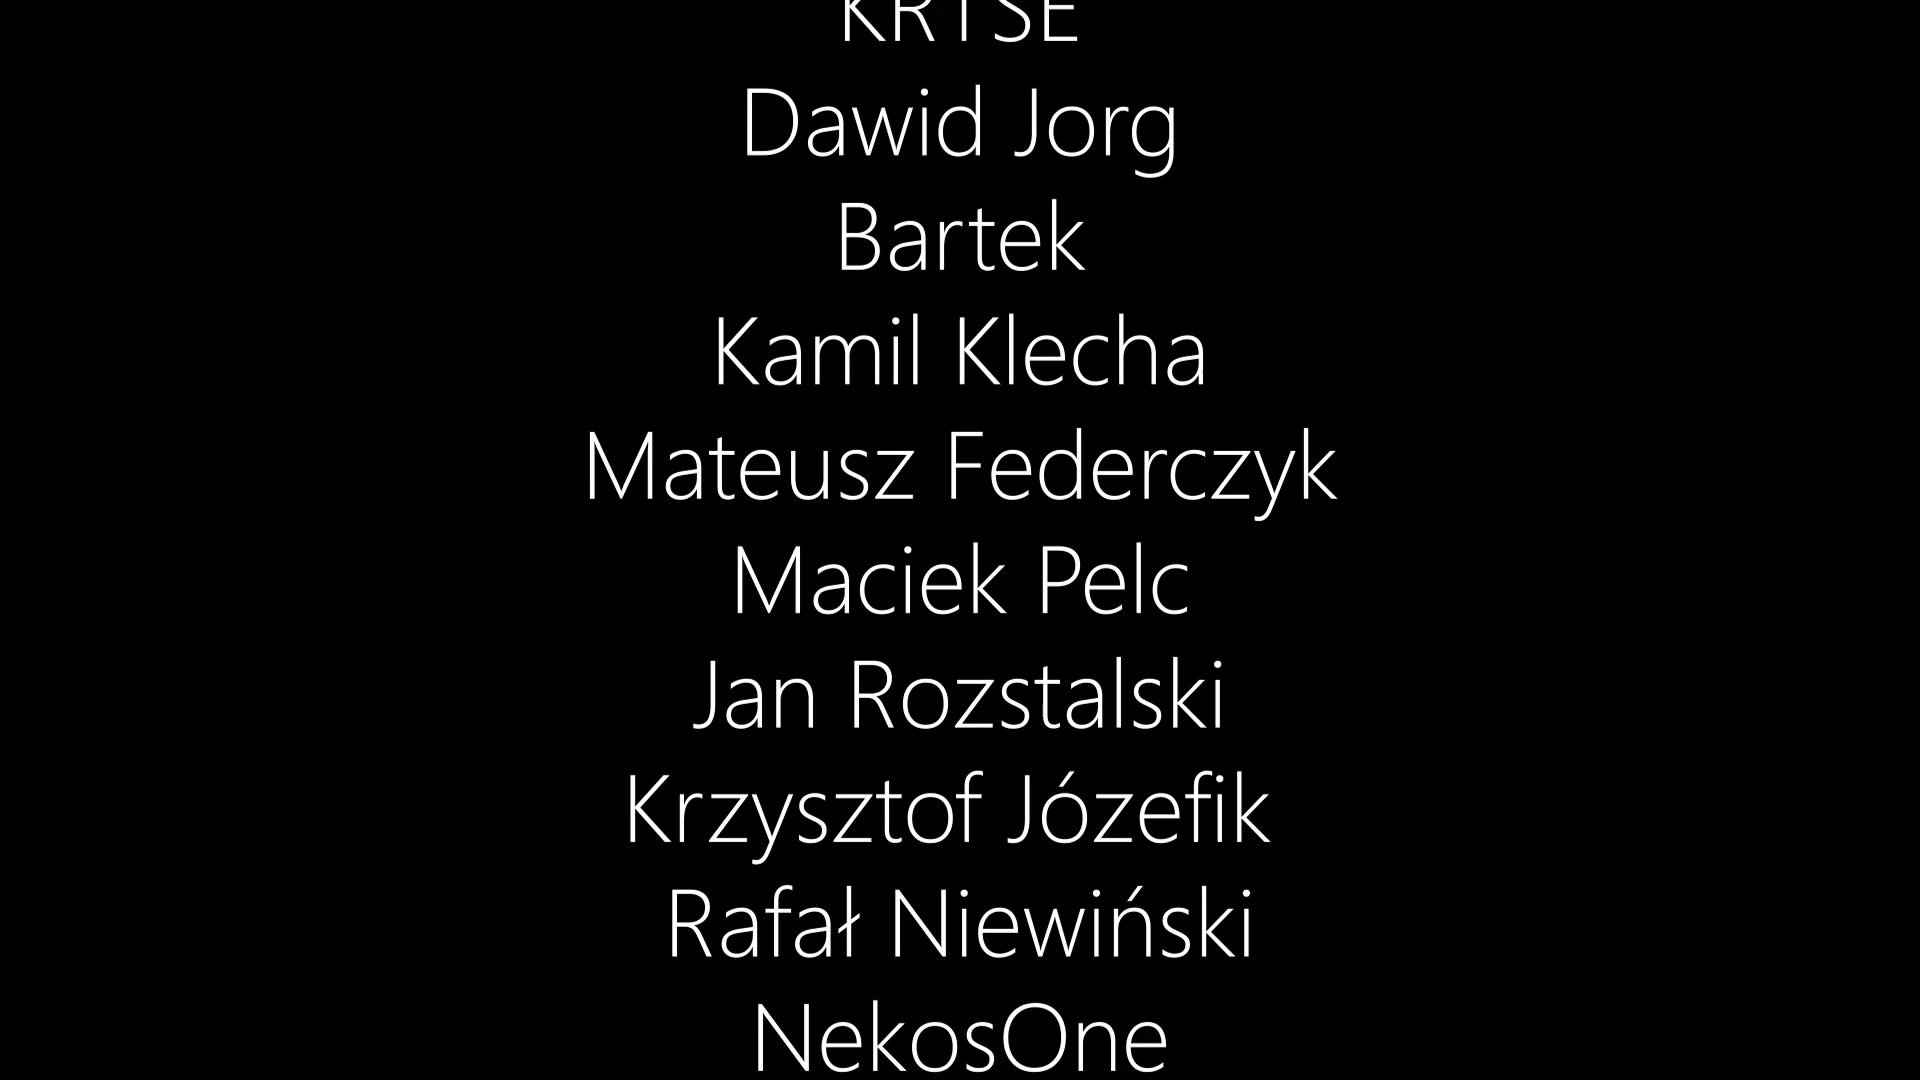 Dawid Jorg
Bartek
Kamil Klecha
Mateusz Federczyk
Maciek Pelc
Jan Rozstalski
Krzysztof Józefik
Rafał Niewiński
NekosOne